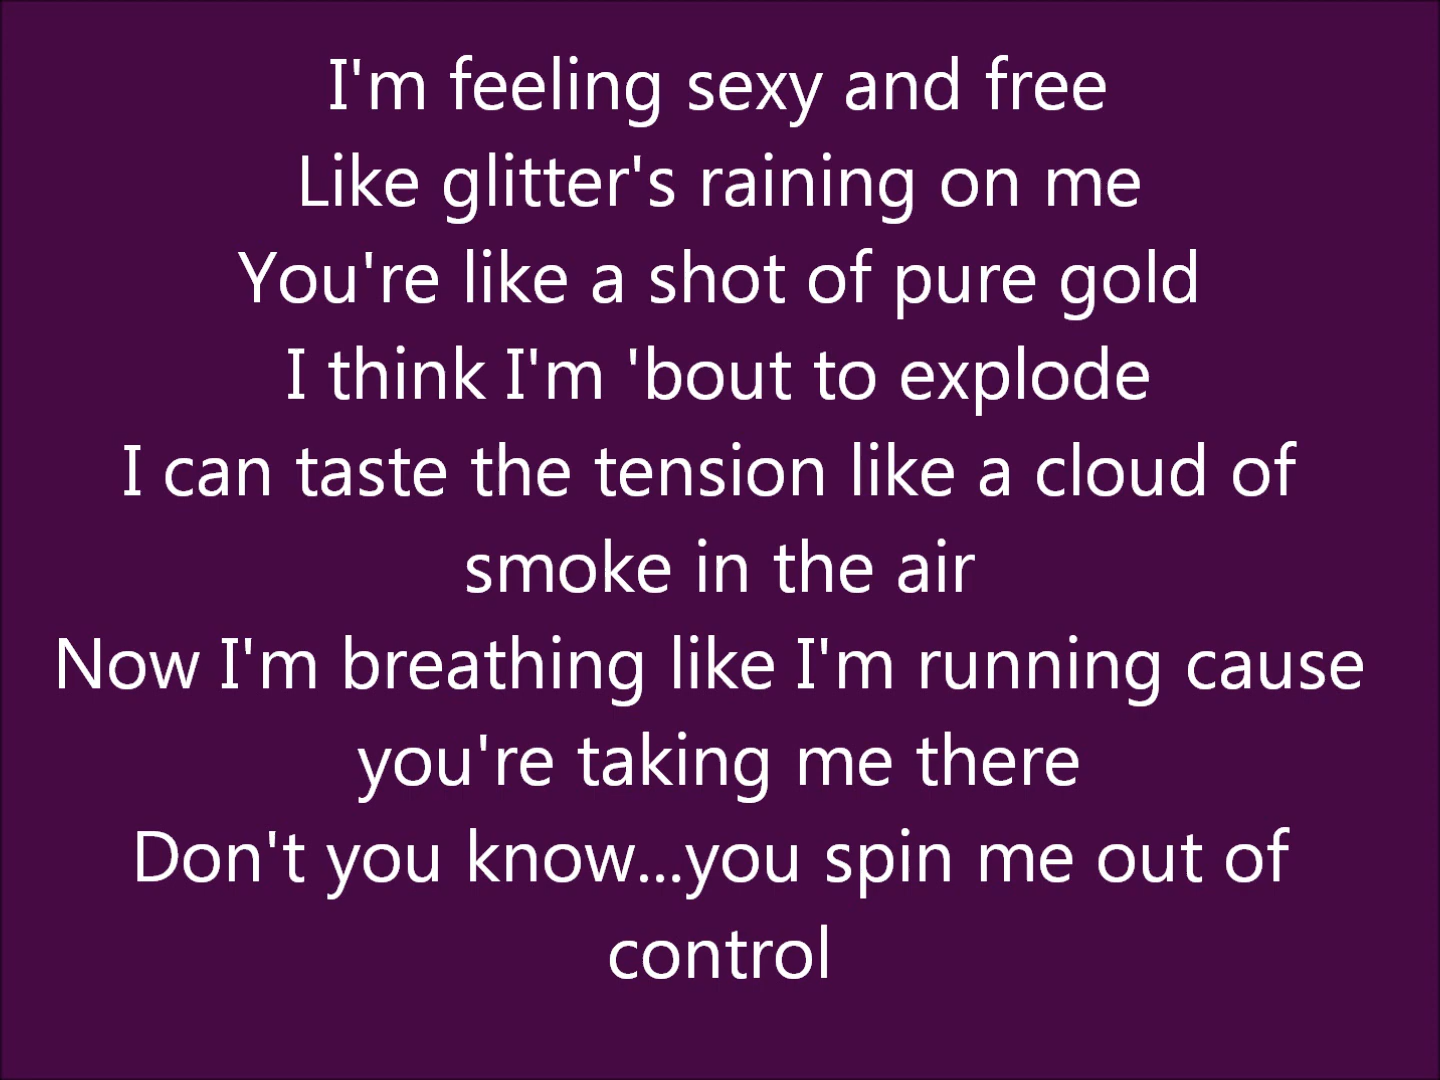 I'm feeling sexy and free
Like glitter's raining on me
You're like a shot of pure gold
I think I'm 'bout to explode
I can taste the tension like a cloud of
smoke in the air
Now I'm breathing like I'm running cause
you're taking me there
Don't you know...you spin me out of
control